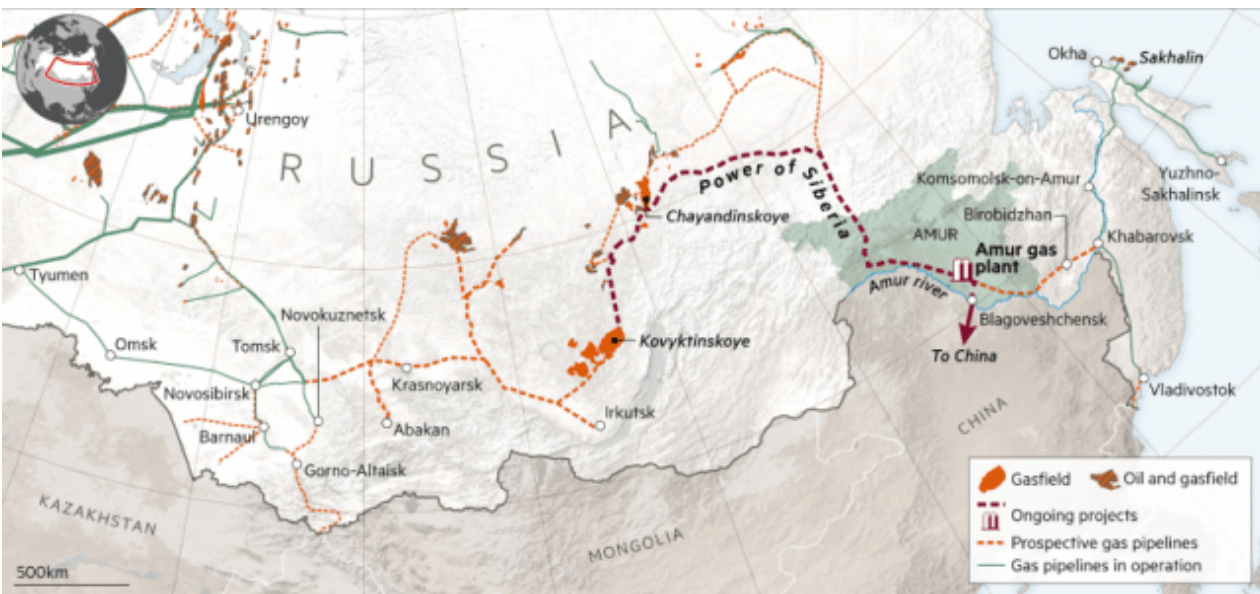 Okha
Sakhalin
Urengoy
RUSSIA
Power of Siberia
Komsomolsk-on-Amur
Yuzhno-
Sakhalinsk
Chayandinskoye
Birobidzhan
AMUR
Khabarovsk
Amur gas
plant
Tyumen
Amur river
Novokuznetsk
Blagoveshchensk
Omsk
Tomsk
Kovyktinskoye
To China
Krasnoyarsk
Novosibirsk
Vladivostok
Irkutsk
CHINA
Barnaul
Abakan
Gorno-Altaisk
Gasfield
Oil and gasfield
KAZAKHSTAN
Ongoing projects
MONGOLIA
Prospective gas pipelines
500km
Gas pipelines in operation